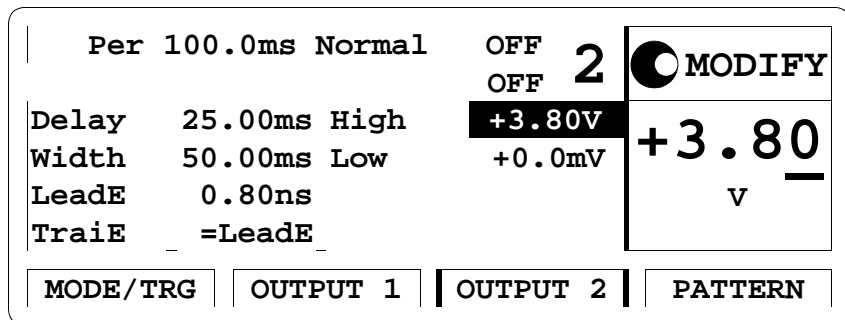 Per 100.0ms Normal OFF 2 MODIFY
OFF
Delay 25.00ms High +3.80V +3.80
Width 50.00ms Low +0.0mV
LeadE 0.80ns V
TraiE =LeadE
MODE/TRG OUTPUT 1 OUTPUT 2 PATTERN